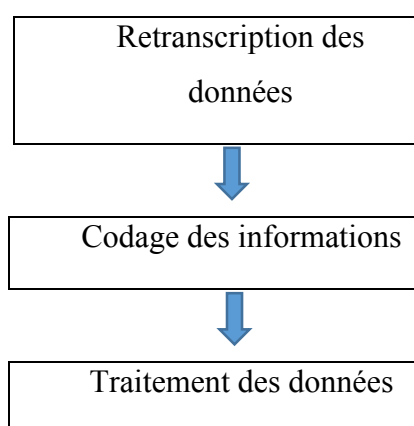 Retranscription des
données
Codage des informations
Traitement des données